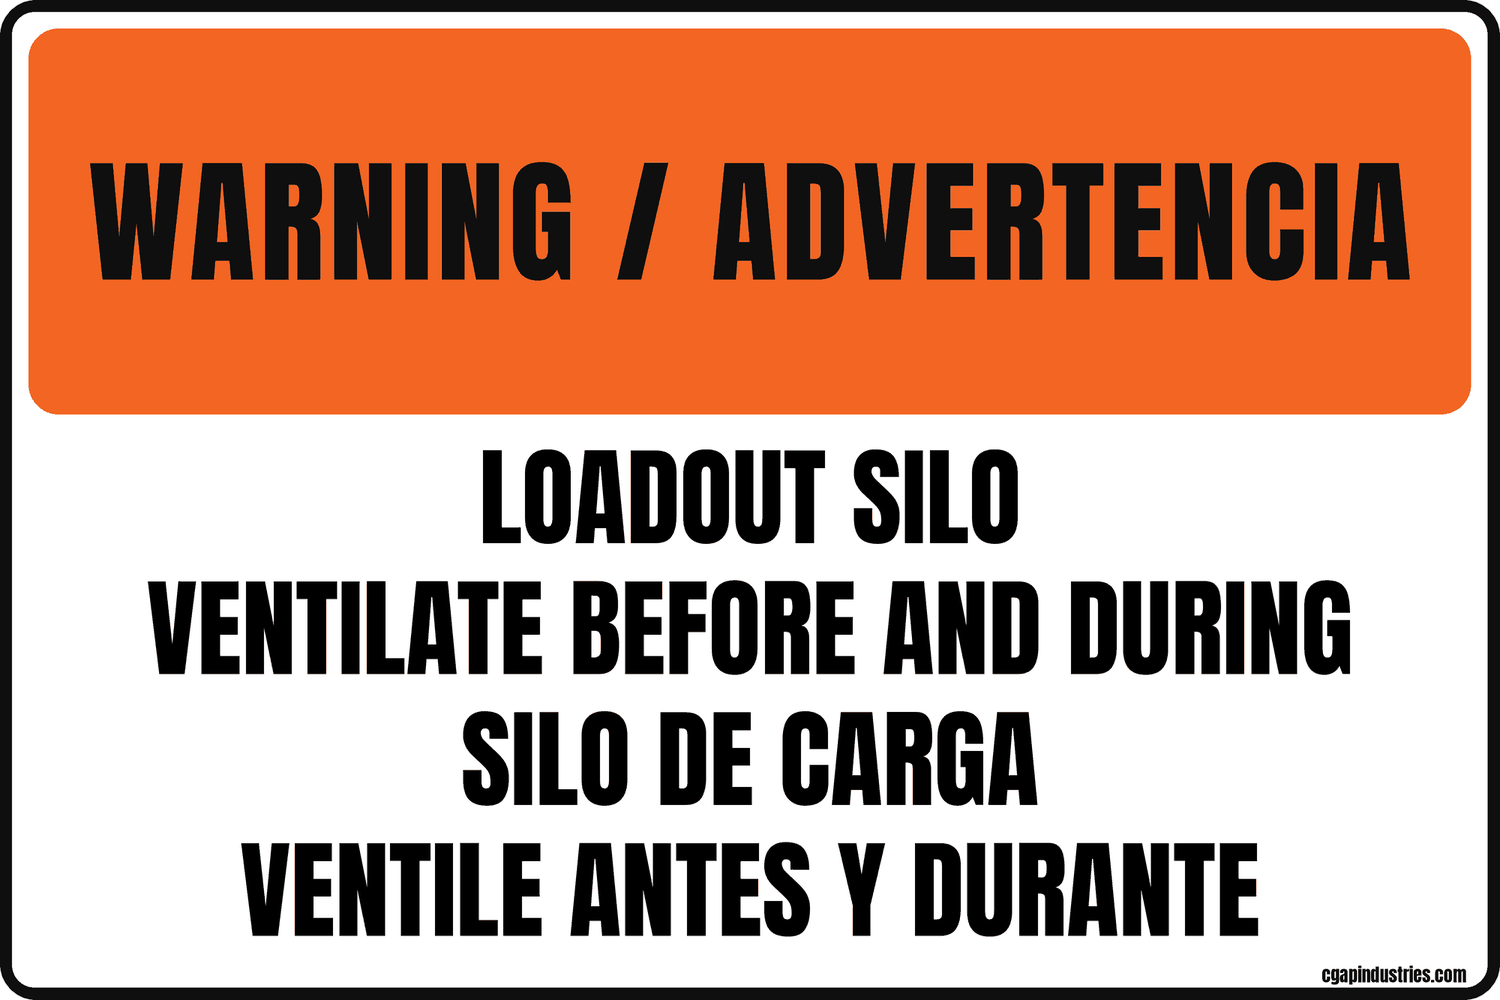 WARNING / ADVERTENCIA
LOADOUT SILO
VENTILATE BEFORE AND DURING
SILO DE CARGA
VENTILE ANTES Y DURANTE
cgapindustries.com